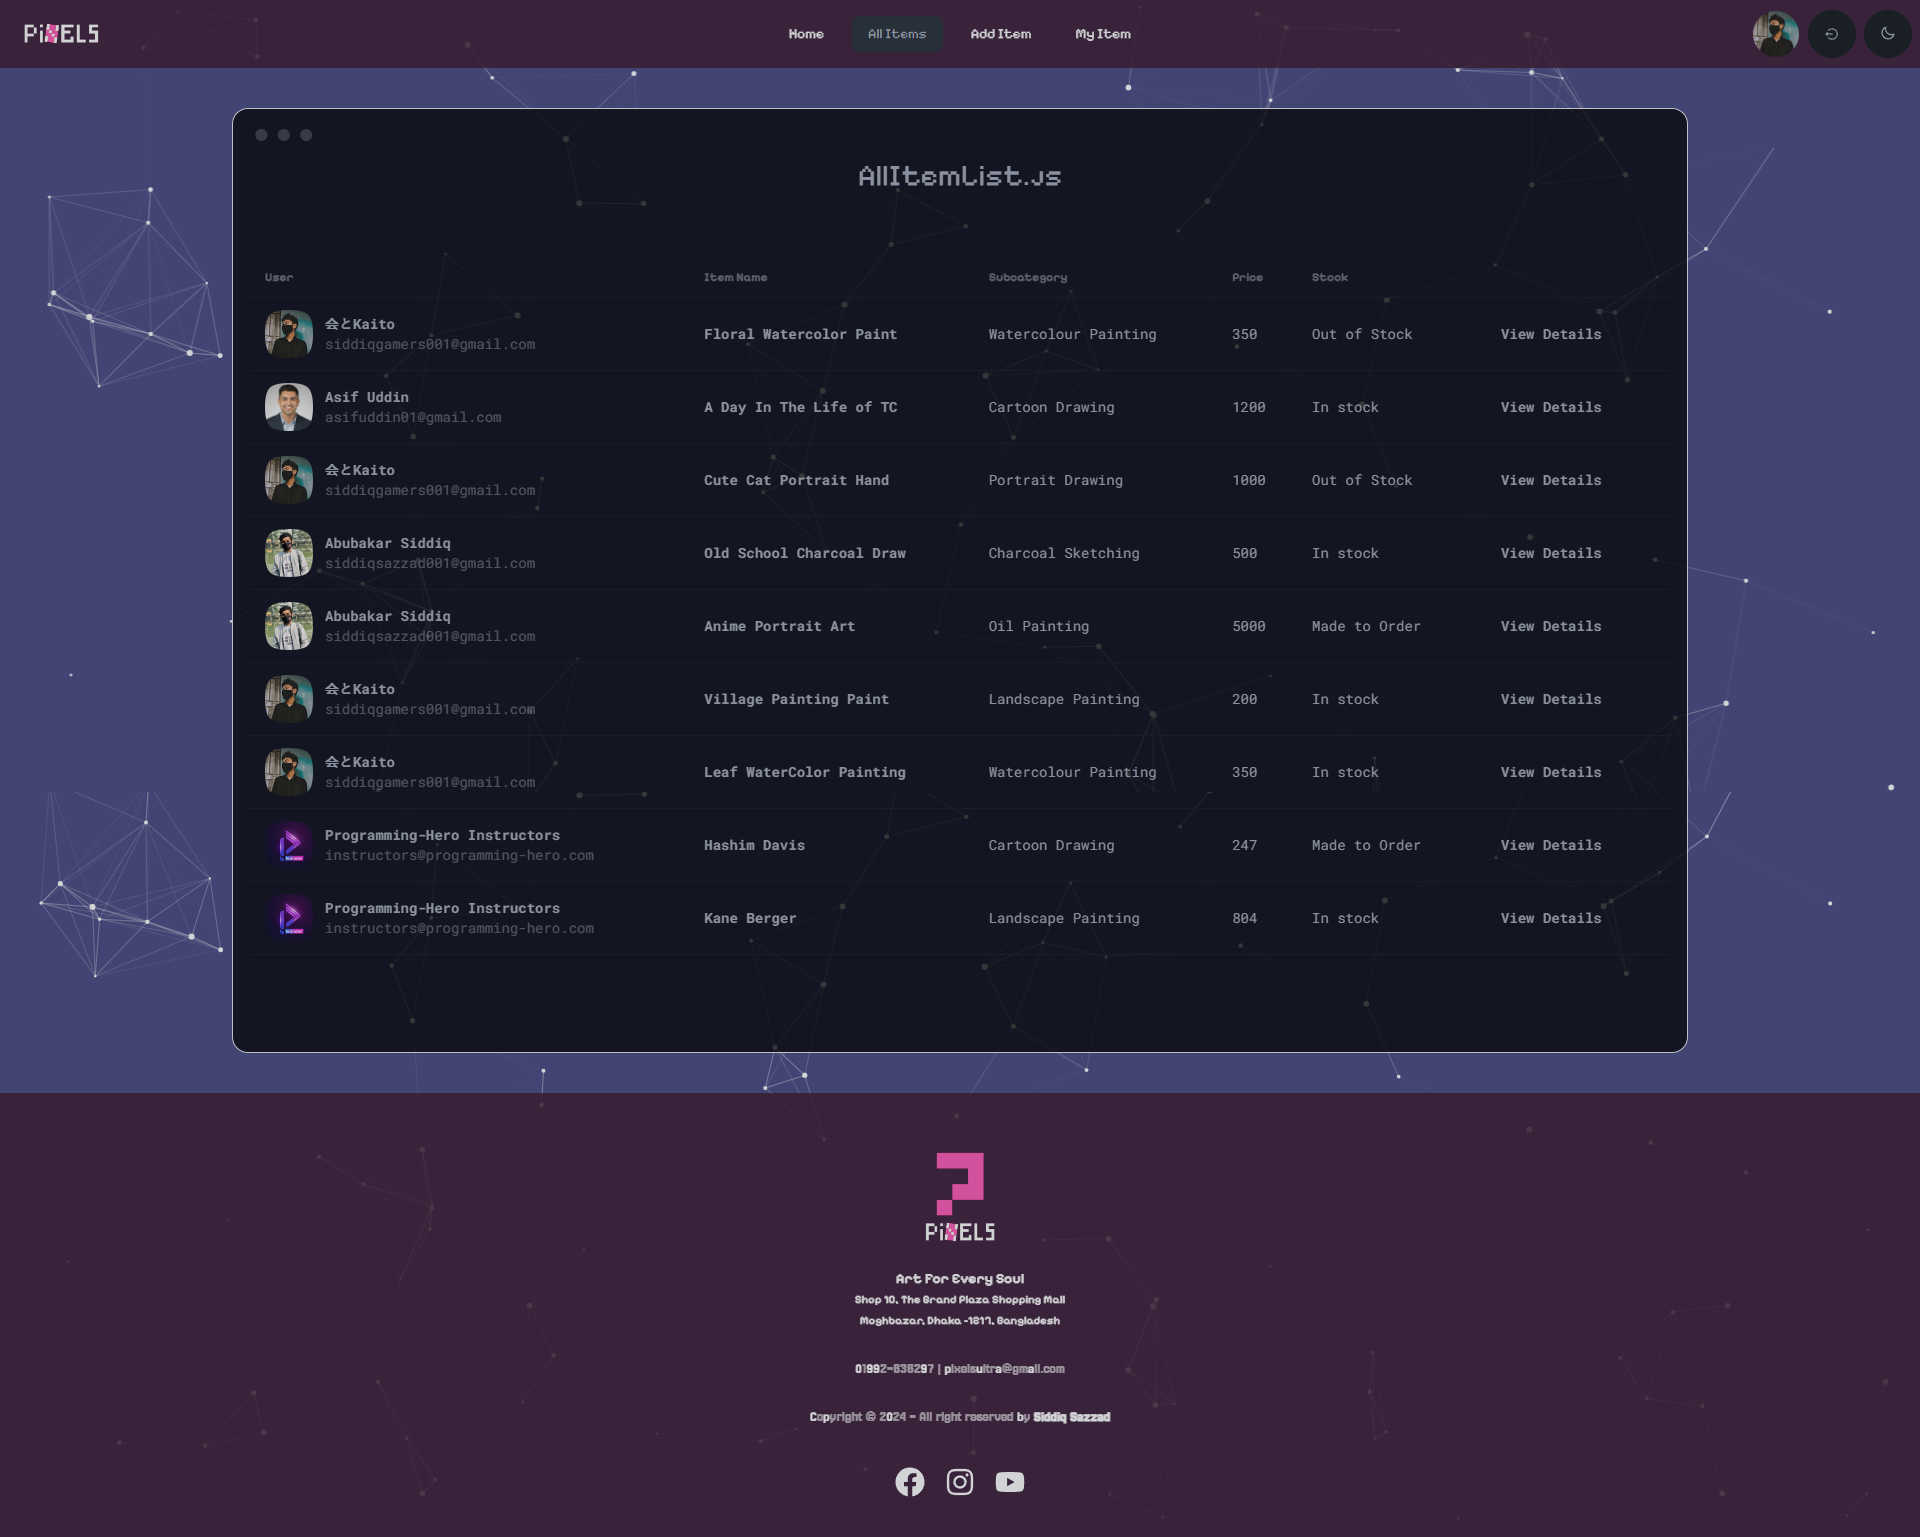 PiXELS
Home
All Items
Add Item
My Item
AllItemList.js
User
Item Name
Subcategory
Price
Stock
会とKaito
siddiqgamers001@gmail.com
Floral Watercolor Paint
Watercolour Painting
350
Out of Stock
View Details
Asif Uddin
asifuddin01@gmail.com
A Day In The Life of TC
Cartoon Drawing
1200
In stock
View Details
会とKaito
siddiqgamers001@gmail.com
Cute Cat Portrait Hand
Portrait Drawing
1000
Out of Stock
View Details
Abubakar Siddiq
siddiqsazzad001@gmail.com
Old School Charcoal Draw
Charcoal Sketching
500
In stock
View Details
Abubakar Siddiq
siddiqsazzad001@gmail.com
Anime Portrait Art
Oil Painting
5000
Made to Order
View Details
会とKaito
siddiqgamers001@gmail.com
Village Painting Paint
Landscape Painting
200
In stock
View Details
会とKaito
siddiqgamers001@gmail.com
Leaf WaterColor Painting
Watercolour Painting
350
In stock
View Details
Programming-Hero Instructors
instructors@programming-hero.com
Hashim Davis
Cartoon Drawing
247
Made to Order
View Details
Programming-Hero Instructors
instructors@programming-hero.com
Kane Berger
Landscape Painting
804
In stock
View Details
PiXELS
Art For Every Soul
Shop 10, The Grand Plaza Shopping Mall
Moghbazar, Dhaka -1217, Bangladesh
01992-636297 | pixelsultra@gmail.com
Copyright © 2024 - All right reserved by Siddiq Sazzad